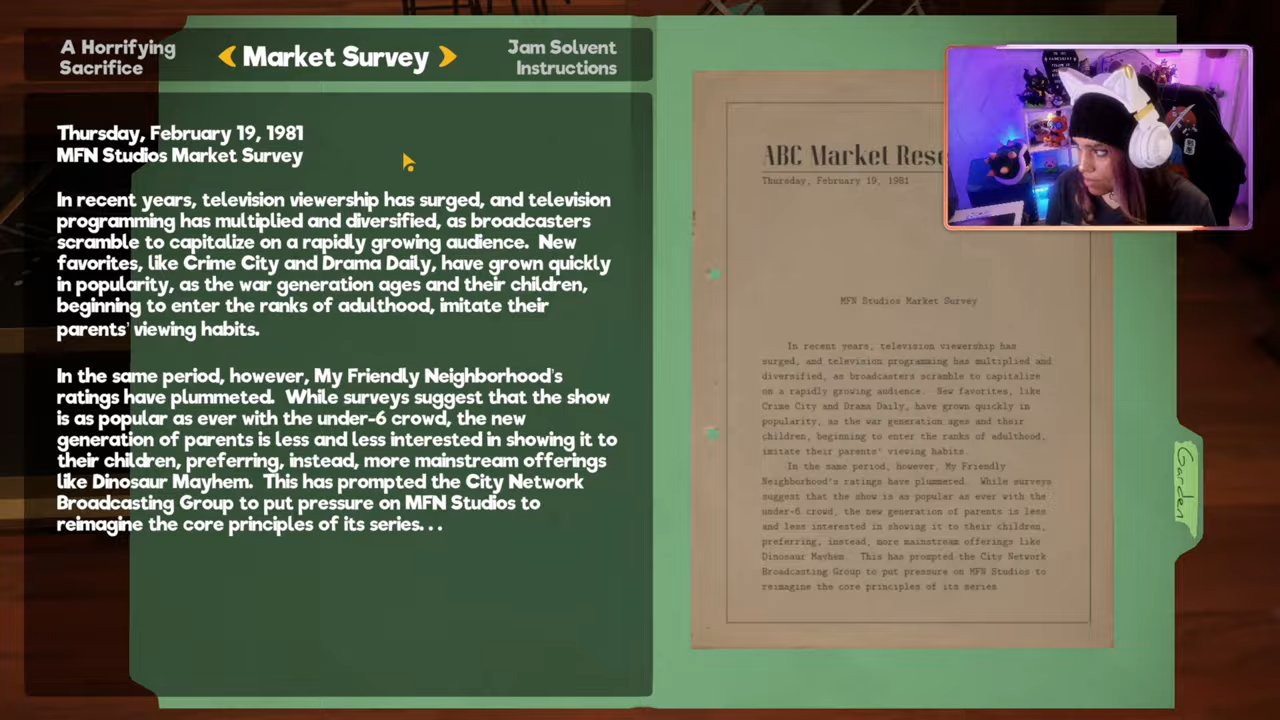 A Horrifying
Sacrifice
Market Survey
Jam Solvent
Instructions
Thursday, February 19, 1981
MFN Studios Market Survey
In recent years, television viewership has surged, and television
programming has multiplied and diversified, as broadcasters
scramble to capitalize on a rapidly growing audience.  New
favorites, like Crime City and Drama Daily, have grown quickly
in popularity, as the war generation ages and their children,
beginning to enter the ranks of adulthood, imitate their
parents' viewing habits.
In the same period, however, My Friendly Neighborhood's
ratings have plummeted.  While surveys suggest that the show
is as popular as ever with the under-6 crowd, the new
generation of parents is less and less interested in showing it to
their children, preferring, instead, more mainstream offerings
like Dinosaur Mayhem.  This has prompted the City Network
Broadcasting Group to put pressure on MFN Studios to
reimagine the core principles of its series...
ABC Market Rese
Thursday, February 19, 1981
MFN Studios Market Survey
In recent years, television viewership has
surged, and television programming has multiplied and
diversified, as broadcasters scramble to capitalize
on a rapidly growing audience.  New favorites, like
Crime City and Drama Daily, have grown quickly in
popularity, as the war generation ages and their
children, beginning to enter the ranks of adulthood,
imitate their parents' viewing habits.
In the same period, however, My Friendly
Neighborhood's ratings have plummeted.  While surveys
suggest that the show is as popular as ever with the
under-6 crowd, the new generation of parents is less
and less interested in showing it to their children,
preferring, instead, more mainstream offerings like
Dinosaur Mayhem.  This has prompted the City Network
Broadcasting Group to put pressure on MFN Studios to
reimagine the core principles of its series
Garden